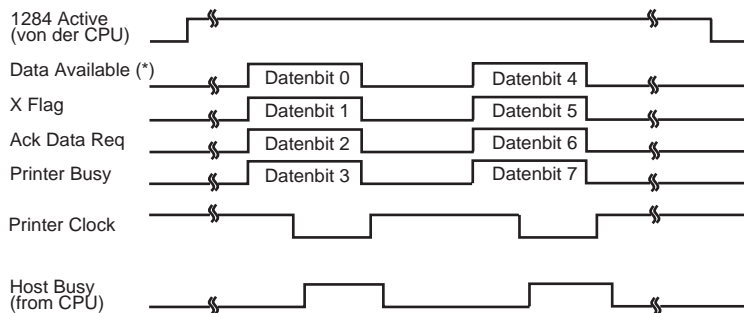 1284 Active
(von der CPU)
Data Available (*)
Datenbit 0
Datenbit 4
X Flag
Datenbit 1
Datenbit 5
Ack Data Req
Datenbit 2
Datenbit 6
Printer Busy
Datenbit 3
Datenbit 7
Printer Clock
Host Busy
(from CPU)